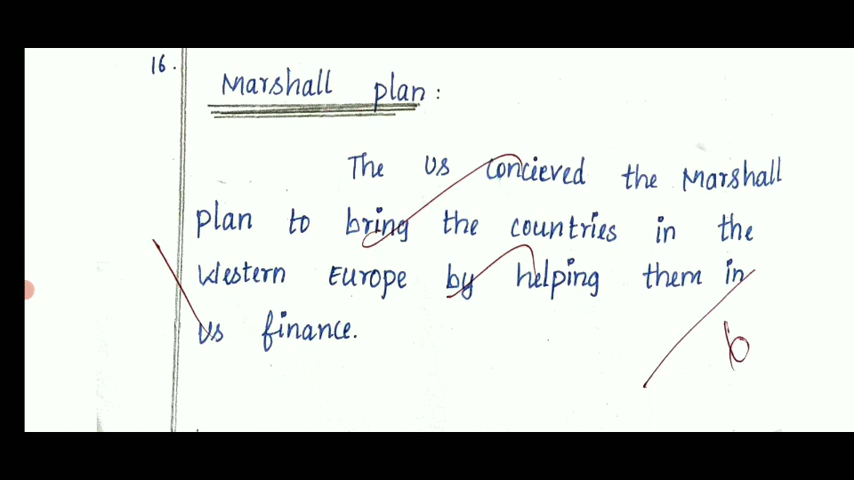 16.
Marshall plan:
The US concieved the Marshall
plan to bring the countries in the
Western Europe by helping them in
US finance.